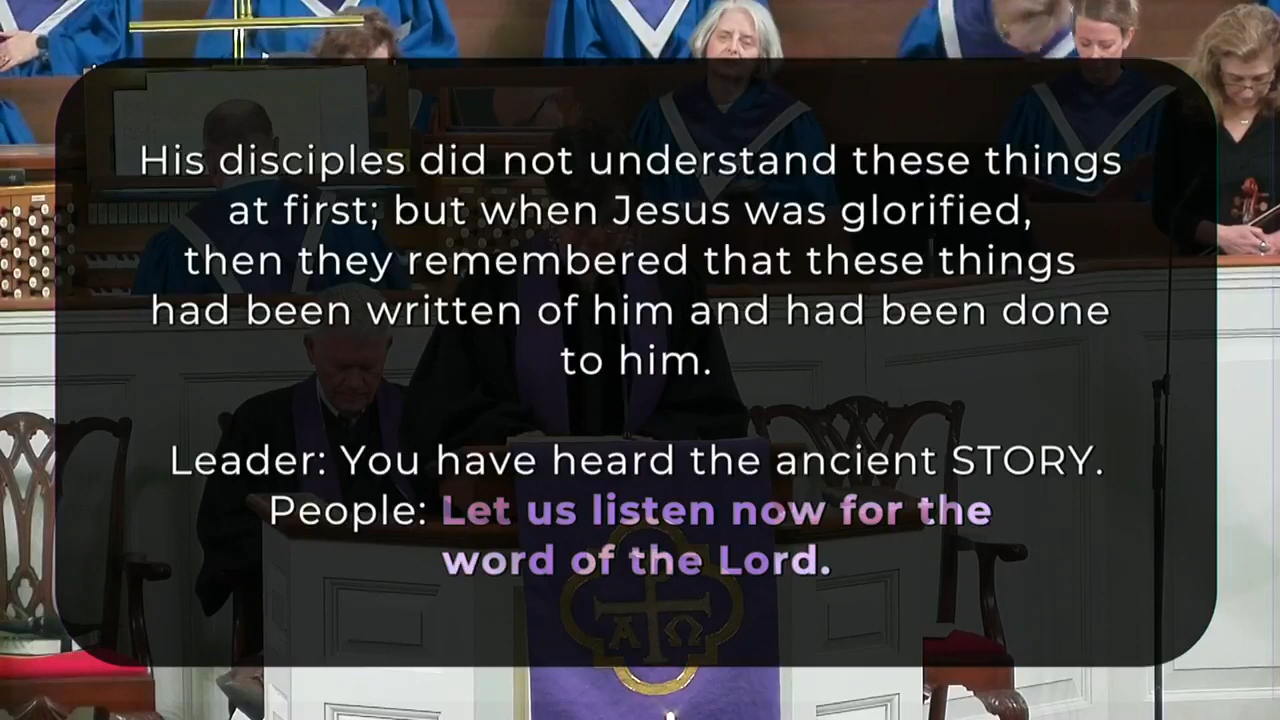 His disciples did not understand these things
at first; but when Jesus was glorified,
then they remembered that these things
had been written of him and had been done
to him.
Leader: You have heard the ancient STORY.
People: Let us listen now for the
word of the Lord.
Α Ω